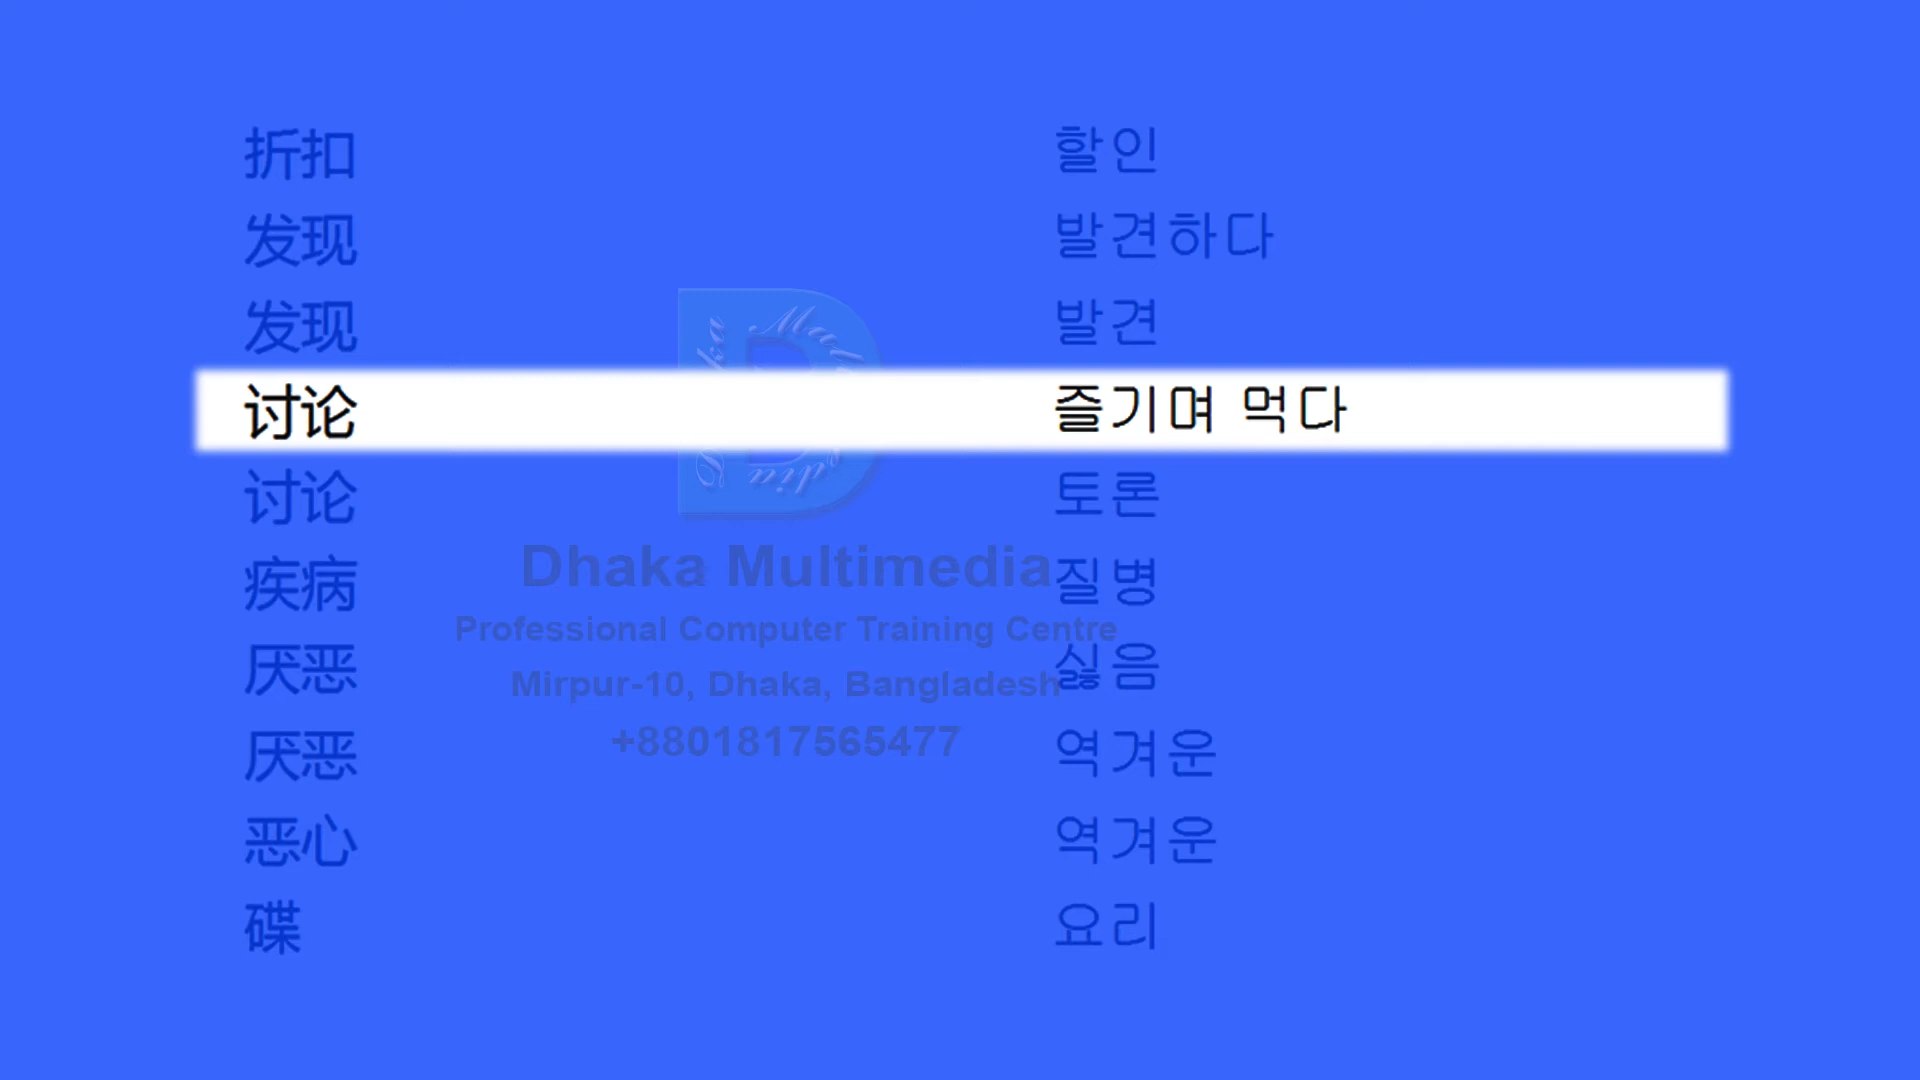 折扣 할인
发现 발견하다
发现 발견
讨论 즐기며 먹다
讨论 토론
疾病 질병
厌恶 싫음
厌恶 역겨운
恶心 역겨운
碟 요리
D
Dhaka Multimedia
Professional Computer Training Centre
Mirpur-10, Dhaka, Bangladesh
+8801817565477